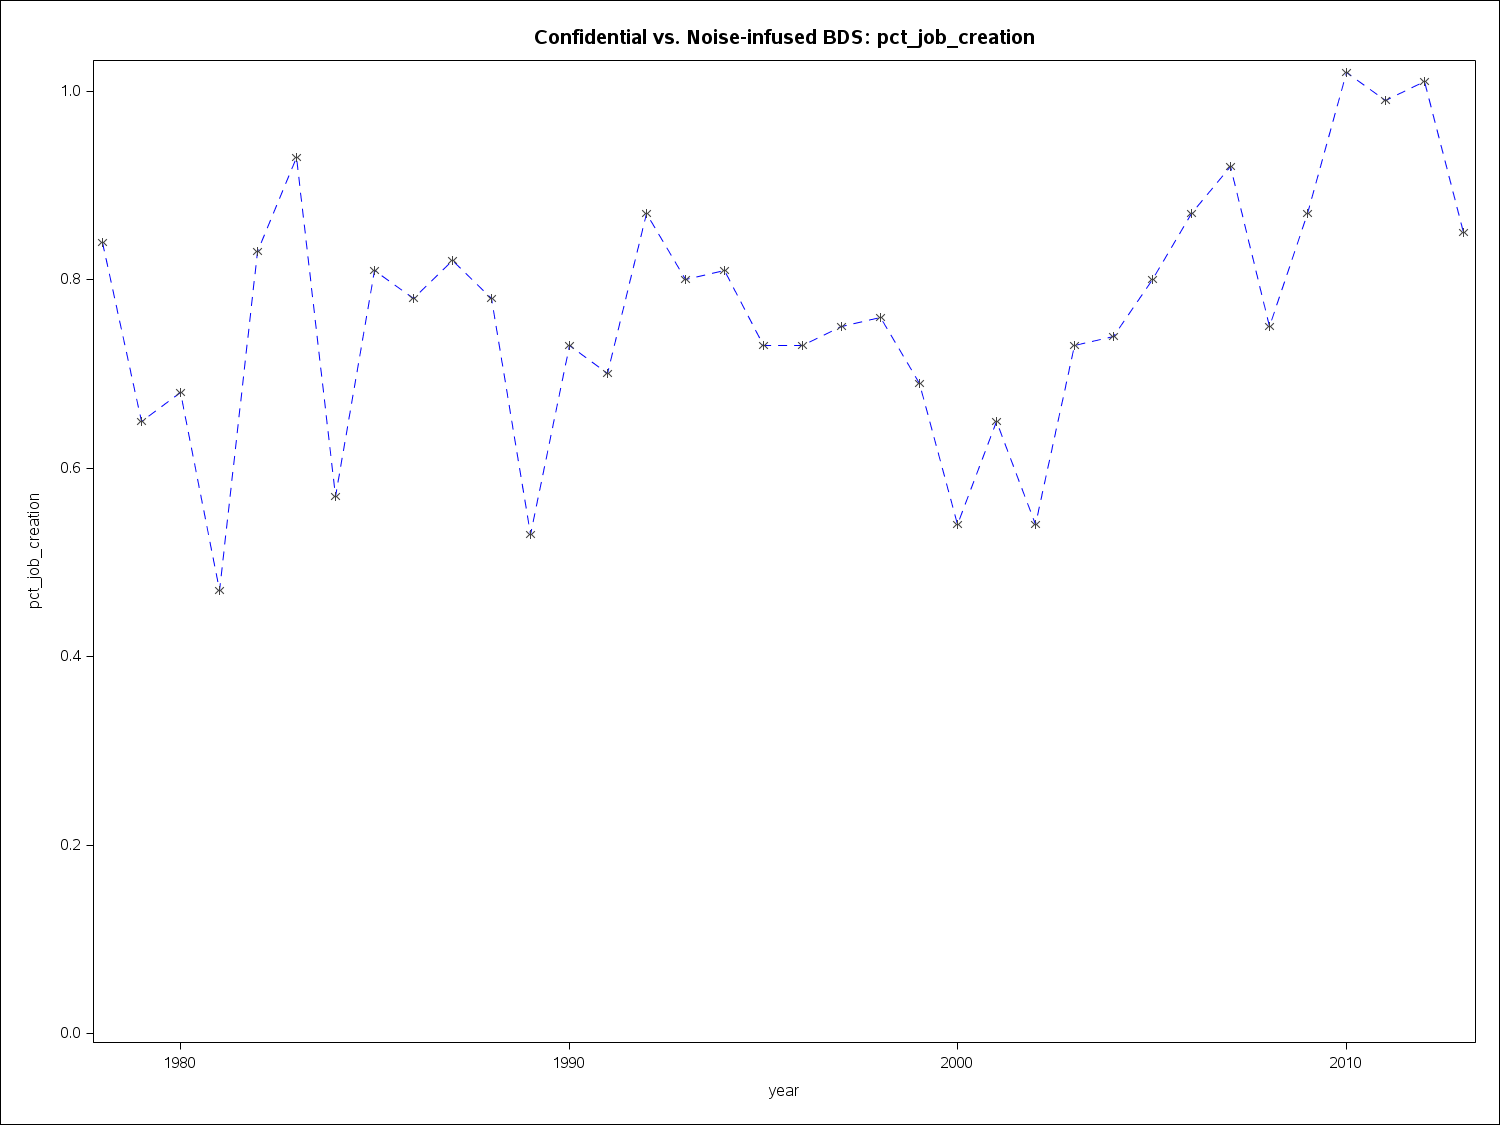 Confidential vs. Noise-infused BDS: pct_job_creation
1.0
0.8
0.6
0.4
0.2
0.0
pct_job_creation
1980 1990 2000 2010
year